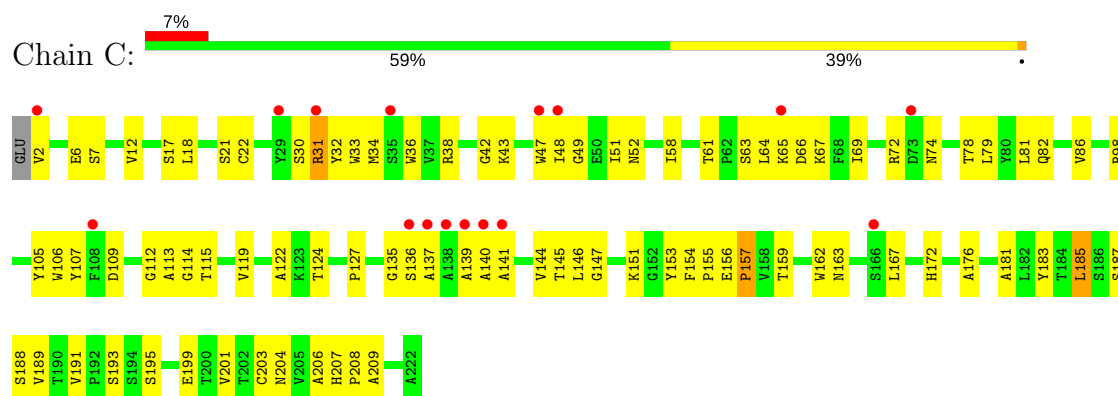 7%
Chain C:
59% 39% •
GLU V2 E6 S7 V12 S17 L18 S21 C22 Y29 S30 R31 Y32 W33 M34 S35 W36 V37 R38 G42 K43 W47 I48 G49 E50 I51 N52 I58 T61 P62 S63 L64 K65 D66 K67 F68 I69 R72 D73 N74 T78 L79 Y80 L81 Q82 V86
Y105 W106 Y107 F108 D109 G112 A113 G114 T115 V119 A122 K123 T124 P127 G135 S136 A137 A138 A139 A140 A141 V144 T145 L146 G147 K151 G152 Y153 F154 P155 E156 P157 V158 T159 W162 N163 S166 L167 H172 A176 A181 L182 Y183 T184 L185 S186 S187
S188 V189 T190 V191 P192 S193 S194 S195 E199 T200 V201 T202 C203 N204 V205 A206 H207 P208 A209 A222